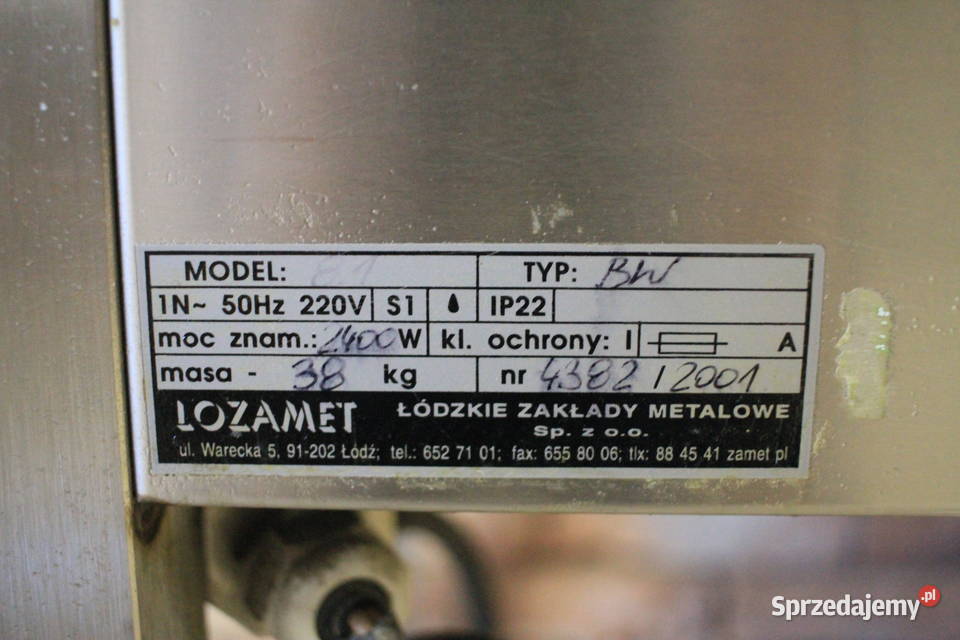 MODEL: TYP: BW
1N~ 50Hz 220V S1 IP22
moc znam.: 2400 W kl. ochrony: I A
masa - 38 kg nr 4382 / 2001
LOZAMET ŁÓDZKIE ZAKŁADY METALOWE
Sp. z o.o.
ul. Warecka 5, 91-202 Łódź; tel.: 652 71 01; fax: 655 80 06; tlx: 88 45 41 zamet pl
Sprzedajemy.pl